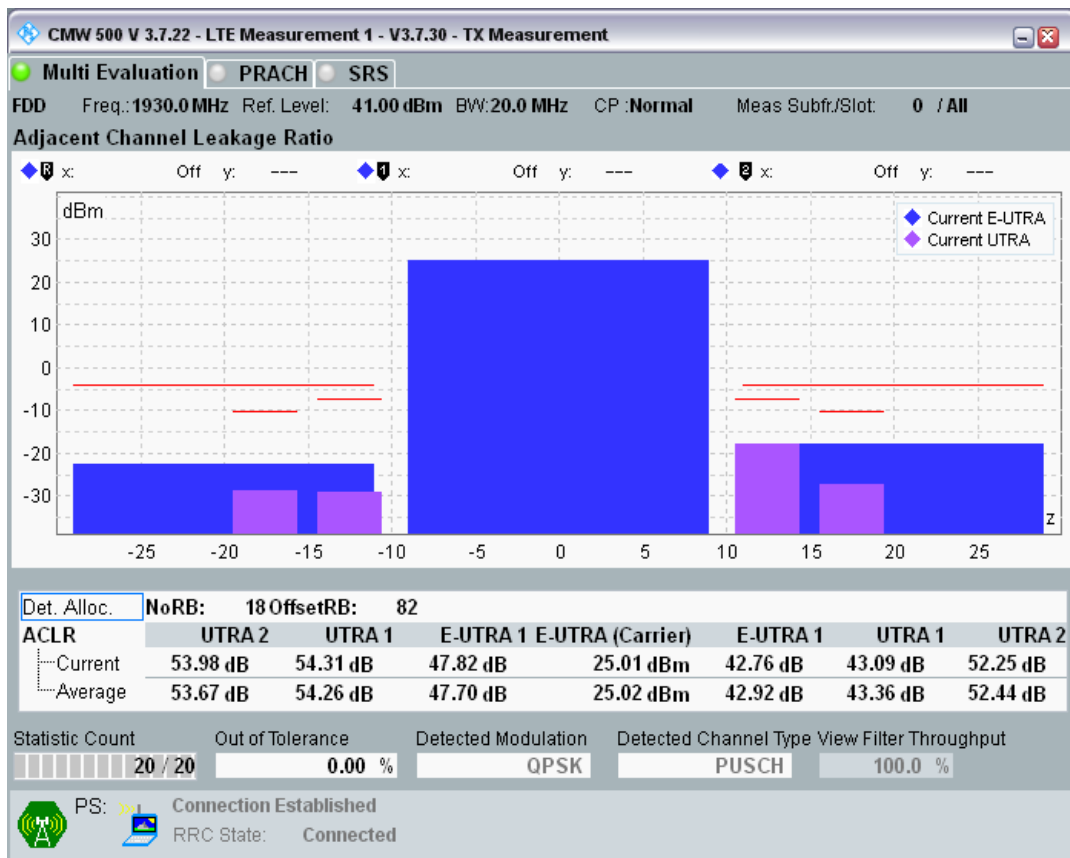 CMW 500 V 3.7.22 - LTE Measurement 1 - V3.7.30 - TX Measurement
Multi Evaluation PRACH SRS
FDD Freq.: 1930.0 MHz Ref. Level: 41.00 dBm BW: 20.0 MHz CP :Normal Meas Subfr./Slot: 0 / All
Adjacent Channel Leakage Ratio
R x: Off y: --- 1 x: Off y: --- 2 x: Off y: ---
dBm
Current E-UTRA
Current UTRA
30
20
10
0
-10
-20
-30
z
-25 -20 -15 -10 -5 0 5 10 15 20 25
Det. Alloc. NoRB: 18 OffsetRB: 82
ACLR UTRA 2 UTRA 1 E-UTRA 1 E-UTRA (Carrier) E-UTRA 1 UTRA 1 UTRA 2
Current 53.98 dB 54.31 dB 47.82 dB 25.01 dBm 42.76 dB 43.09 dB 52.25 dB
Average 53.67 dB 54.26 dB 47.70 dB 25.02 dBm 42.92 dB 43.36 dB 52.44 dB
Statistic Count Out of Tolerance Detected Modulation Detected Channel Type View Filter Throughput
20 / 20 0.00 % QPSK PUSCH 100.0 %
PS: Connection Established
RRC State: Connected